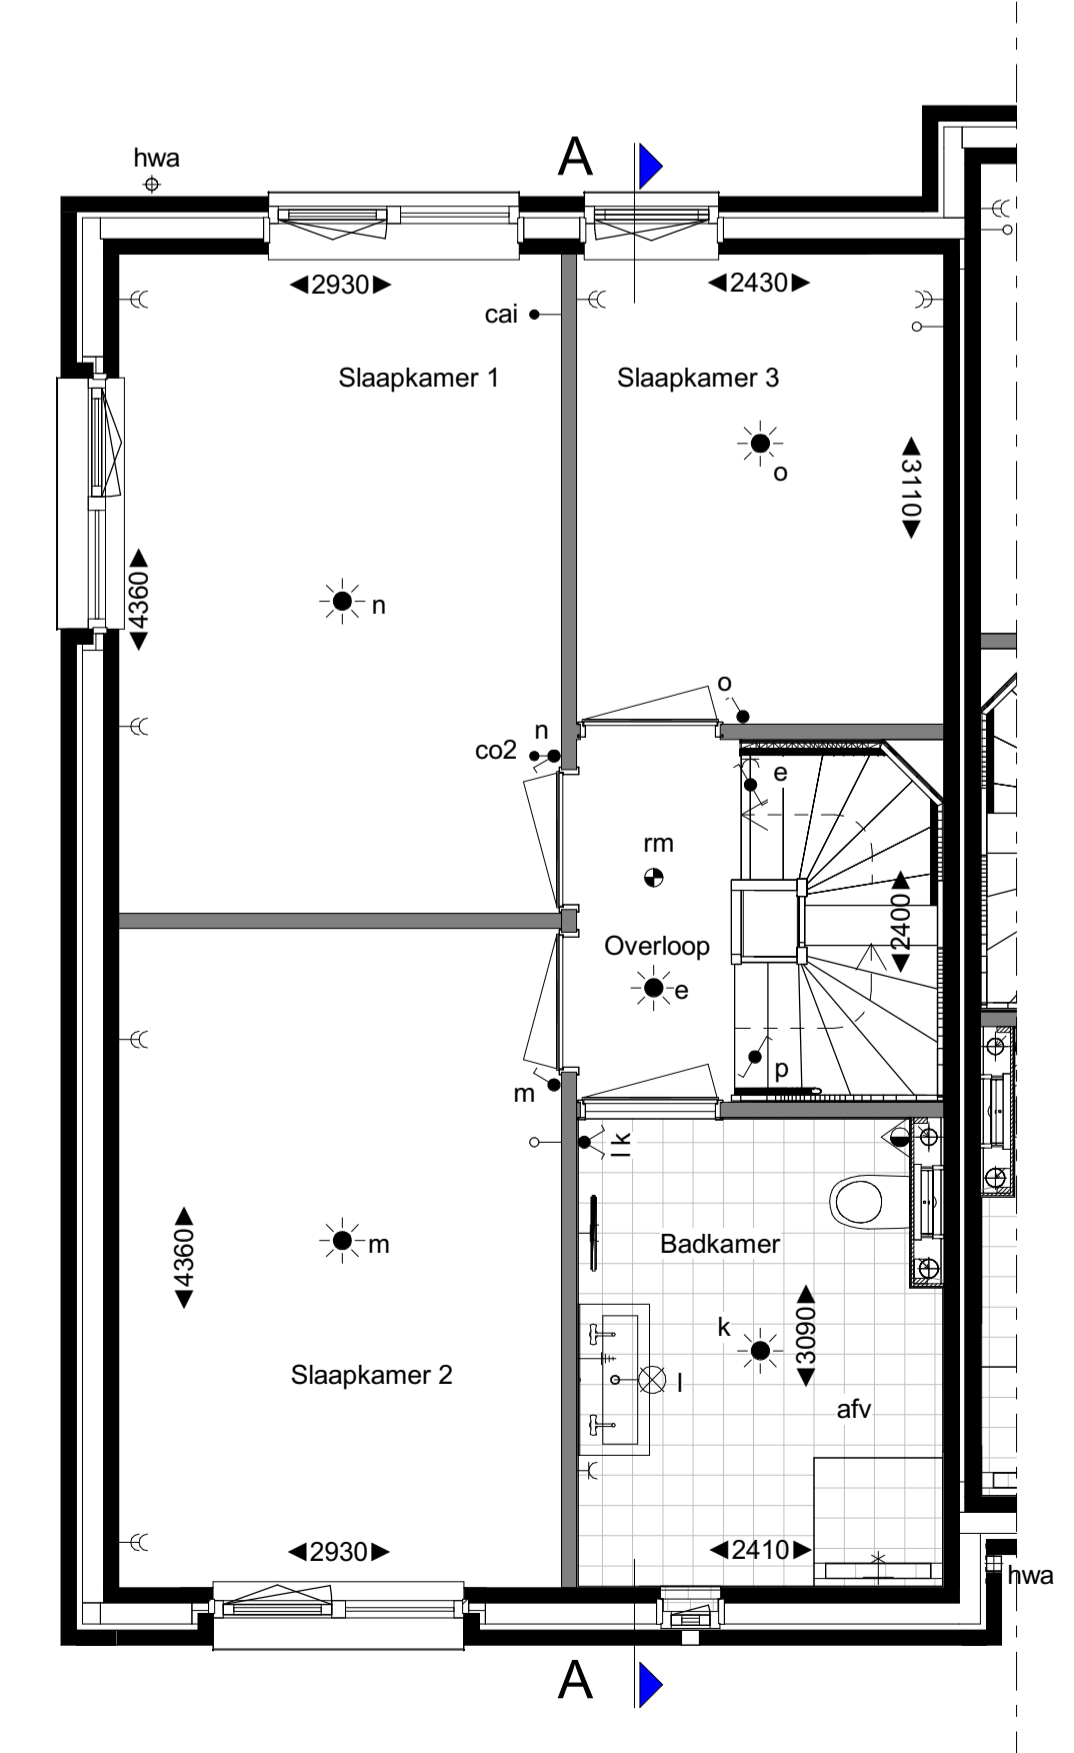 hwa
A
2930
2430
cai
Slaapkamer 1
Slaapkamer 3
o
3110
4360
n
o
n
co2
e
rm
2400
Overloop
e
p
m
l k
4360
m
Badkamer
k
3090
Slaapkamer 2
l
afv
2930
2410
hwa
A